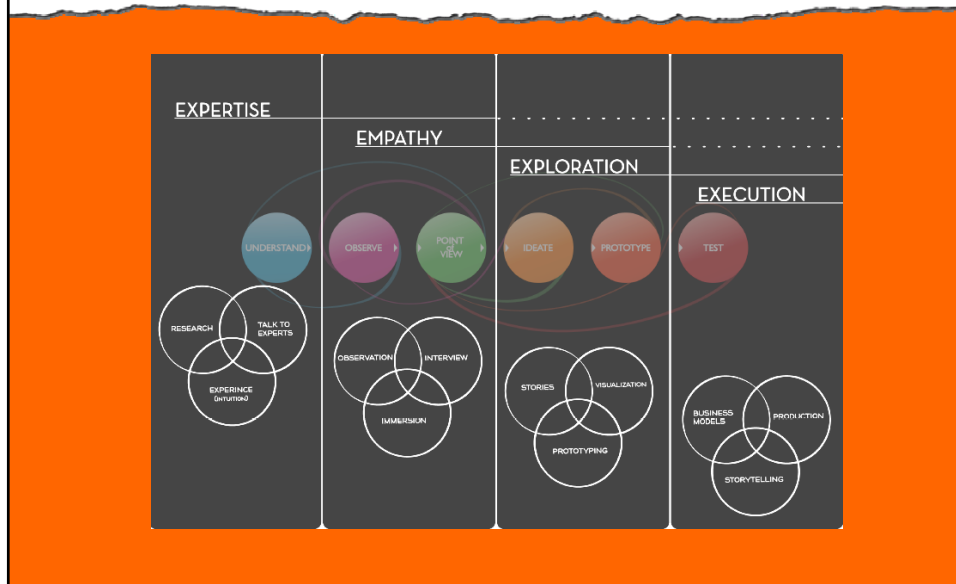 EXPERTISE
EMPATHY
EXPLORATION
EXECUTION
UNDERSTAND
OBSERVE
POINT
of
VIEW
IDEATE
PROTOTYPE
TEST
RESEARCH
TALK TO
EXPERTS
EXPERINCE
(INTUITION)
OBSERVATION
INTERVIEW
IMMERSION
STORIES
VISUALIZATION
PROTOTYPING
BUSINESS
MODELS
PRODUCTION
STORYTELLING